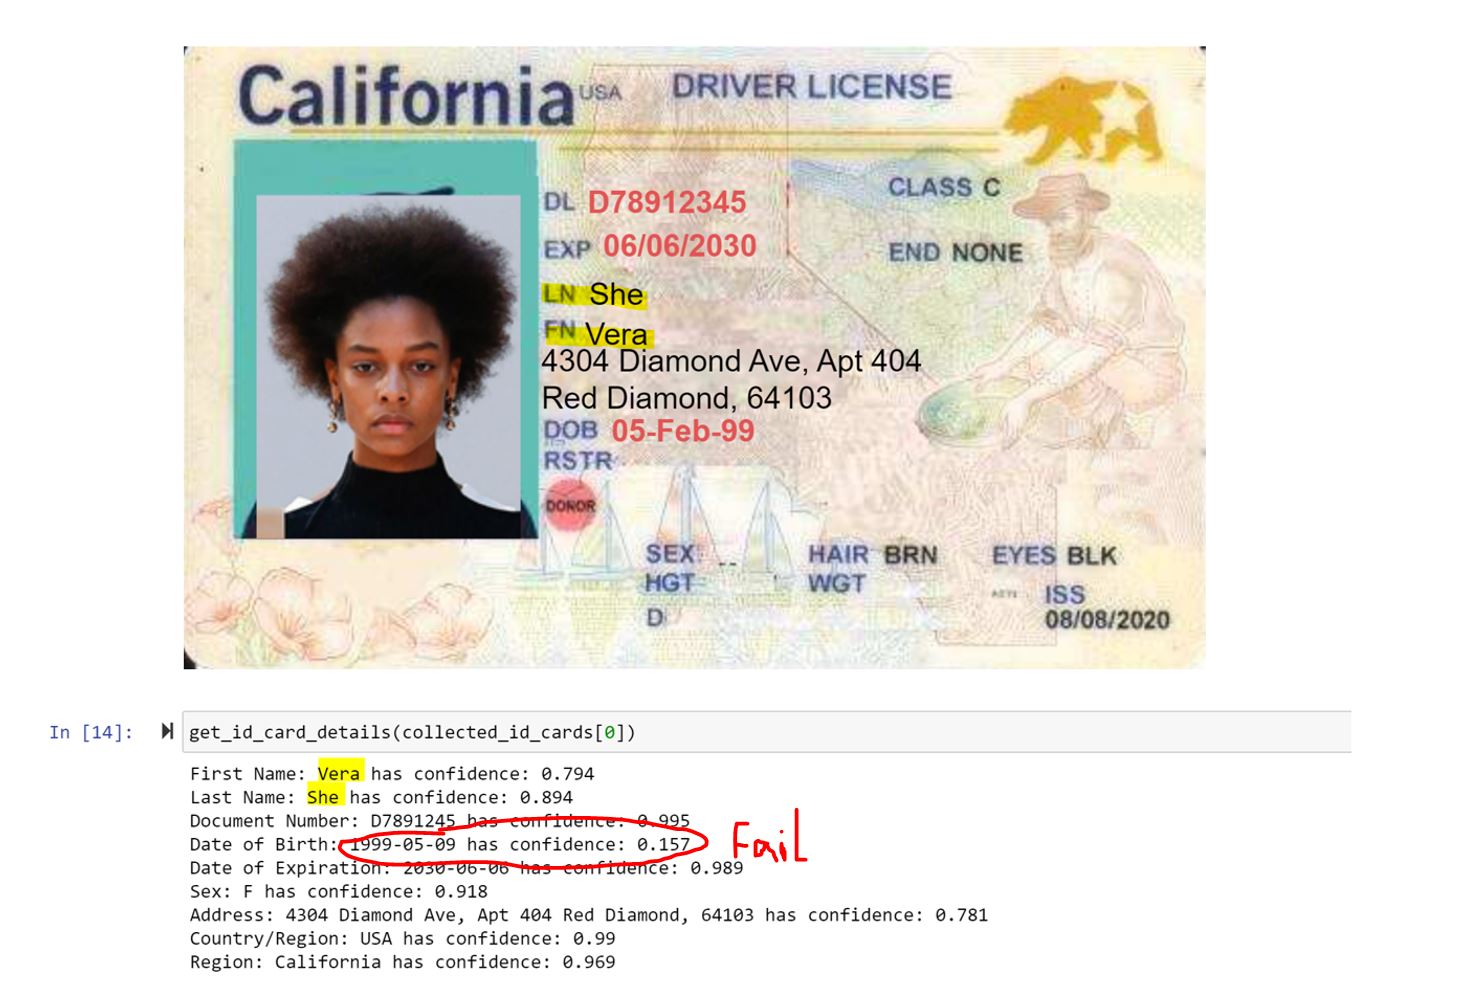 California USA DRIVER LICENSE
DL D78912345
CLASS C
EXP 06/06/2030
END NONE
LN She
FN Vera
4304 Diamond Ave, Apt 404
Red Diamond, 64103
DOB 05-Feb-99
RSTR
DONOR
SEX HAIR BRN EYES BLK
HGT WGT
ISS
D 08/08/2020
In [14]: get_id_card_details(collected_id_cards[0])
First Name: Vera has confidence: 0.794
Last Name: She has confidence: 0.894
Document Number: D7891245 has confidence: 0.995
Date of Birth: 1999-05-09 has confidence: 0.157
Fail
Date of Expiration: 2030-06-06 has confidence: 0.989
Sex: F has confidence: 0.918
Address: 4304 Diamond Ave, Apt 404 Red Diamond, 64103 has confidence: 0.781
Country/Region: USA has confidence: 0.99
Region: California has confidence: 0.969